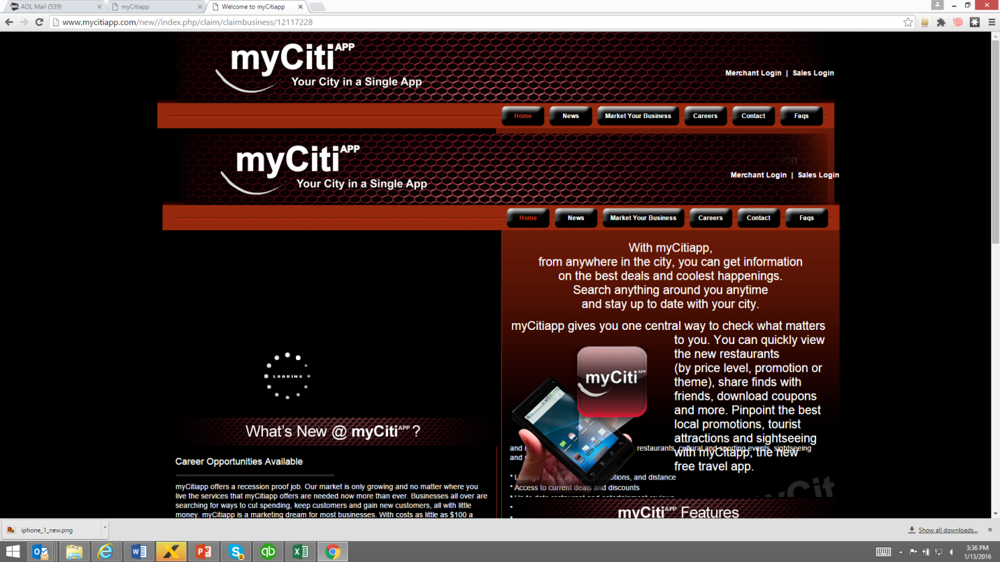 AOL Mail (539)
myCitiapp
Welcome to myCitiapp
www.mycitiapp.com/new//index.php/claim/claimbusiness/12117228
myCiti APP
Your City in a Single App
Merchant Login | Sales Login
Home News Market Your Business Careers Contact Faqs
myCiti APP
Your City in a Single App
Merchant Login | Sales Login
Home News Market Your Business Careers Contact Faqs
With myCitiapp,
from anywhere in the city, you can get information
on the best deals and coolest happenings.
Search anything around you anytime
and stay up to date with your city.
myCitiapp gives you one central way to check what matters
to you. You can quickly view
the new restaurants
(by price level, promotion or
theme), share finds with
friends, download coupons
and more. Pinpoint the best
local promotions, tourist
attractions and sightseeing
with myCitapp, the new
free travel app.
myCiti APP
LOADING
What's New @ myCiti APP ?
Career Opportunities Available
myCitiapp offers a recession proof job. Our market is only growing and no matter where you
live the services that myCitiapp offers are needed now more than ever. Businesses all over are
searching for ways to cut spending, keep customers and gain new customers, all with little
money. myCitiapp is a marketing dream for most businesses. With costs as little as $100 a
restaurants, cultural and sporting events, sightseeing
and
* Listings and distance
* Access to current deals and discounts
* Up to date restaurant and entertainment reviews
myCiti APP Features
iphone_1_new.png
Show all downloads...
3:36 PM
1/13/2016